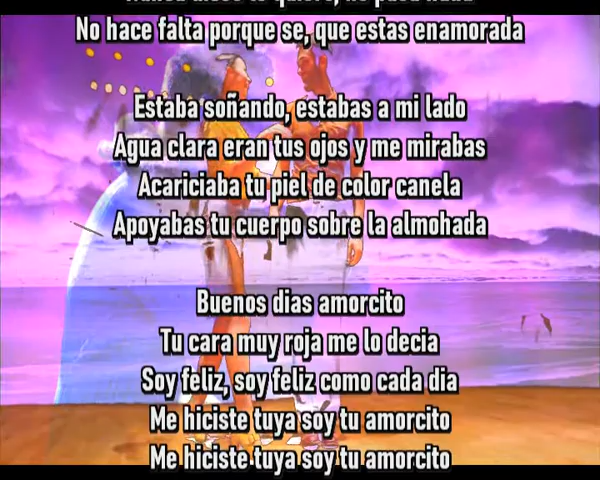 No hace falta porque se, que estas enamorada
Estaba soñando, estabas a mi lado
Agua clara eran tus ojos y me mirabas
Acariciaba tu piel de color canela
Apoyabas tu cuerpo sobre la almohada
Buenos dias amorcito
Tu cara muy roja me lo decia
Soy feliz, soy feliz como cada dia
Me hiciste tuya soy tu amorcito
Me hiciste tuya soy tu amorcito